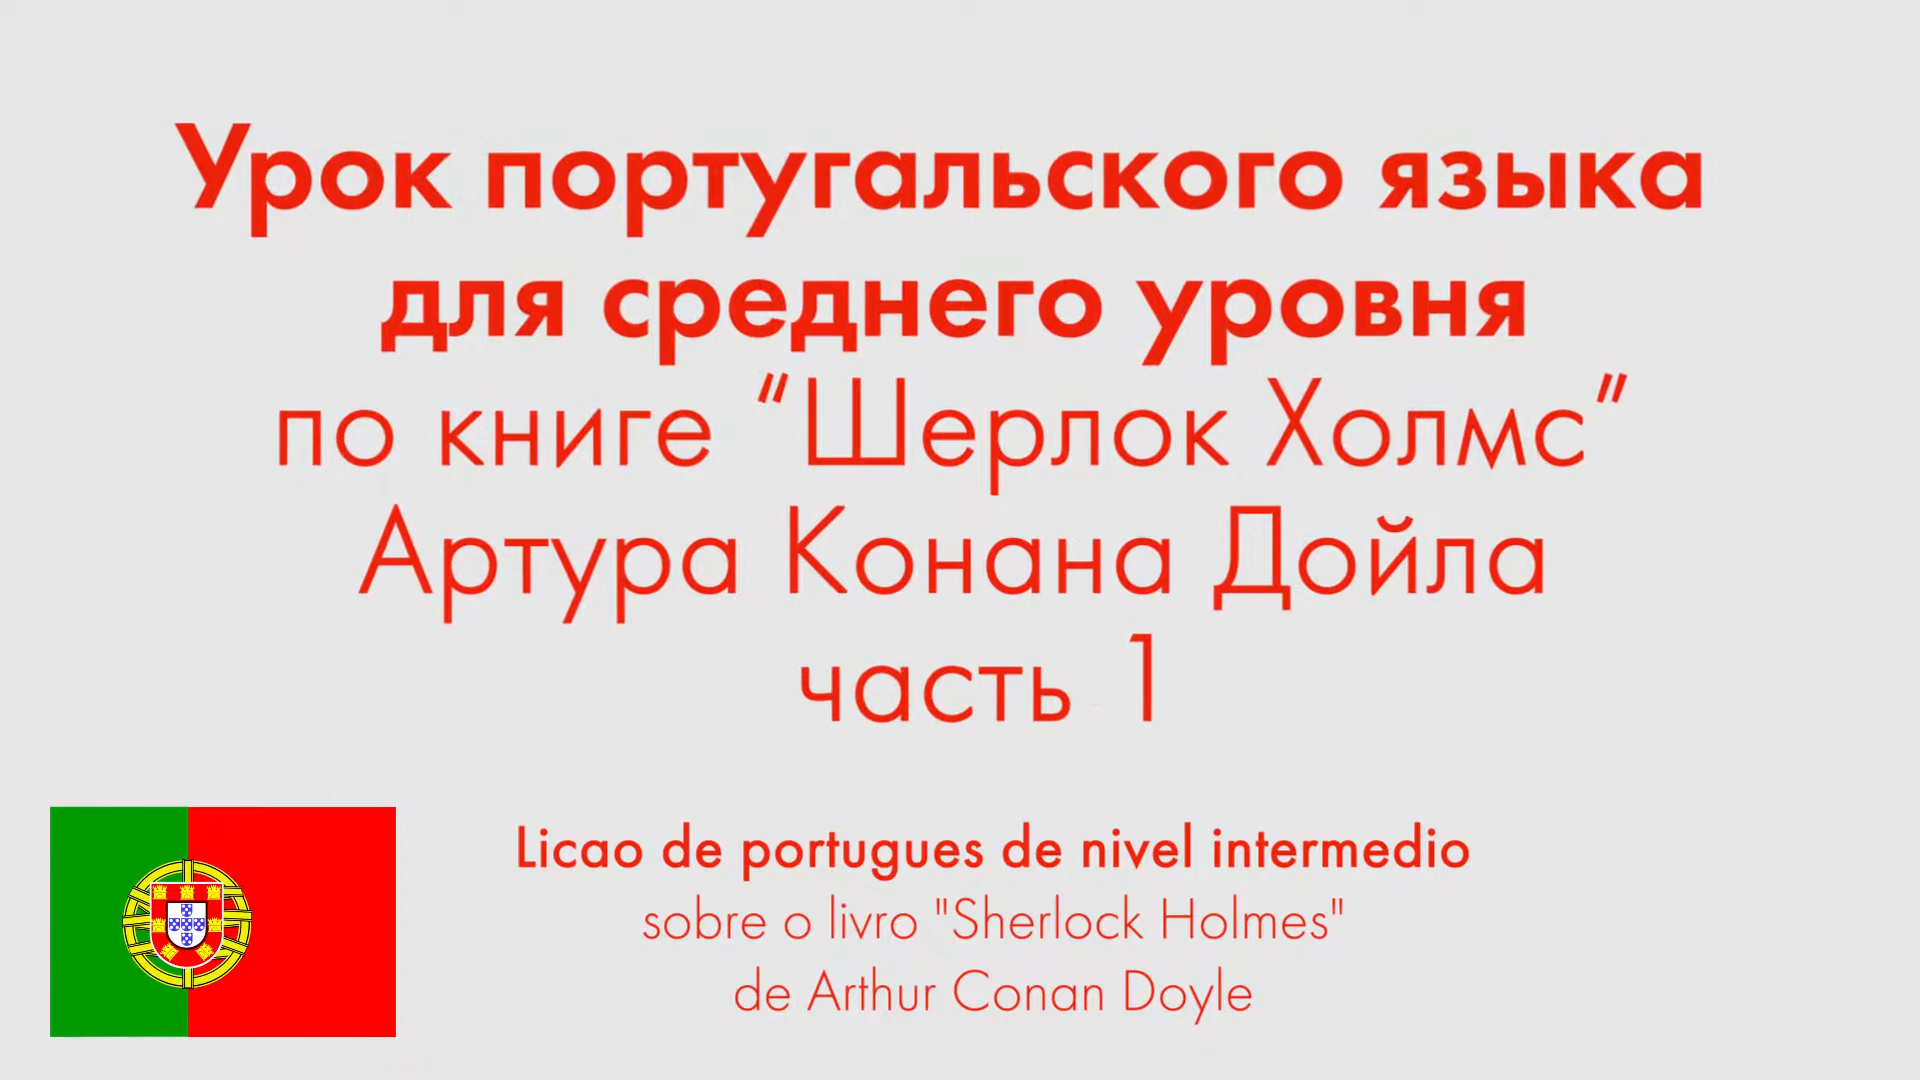 Урок португальского языка
для среднего уровня
по книге “Шерлок Холмс”
Артура Конана Дойла
часть 1
Licao de portugues de nivel intermedio
sobre o livro "Sherlock Holmes"
de Arthur Conan Doyle